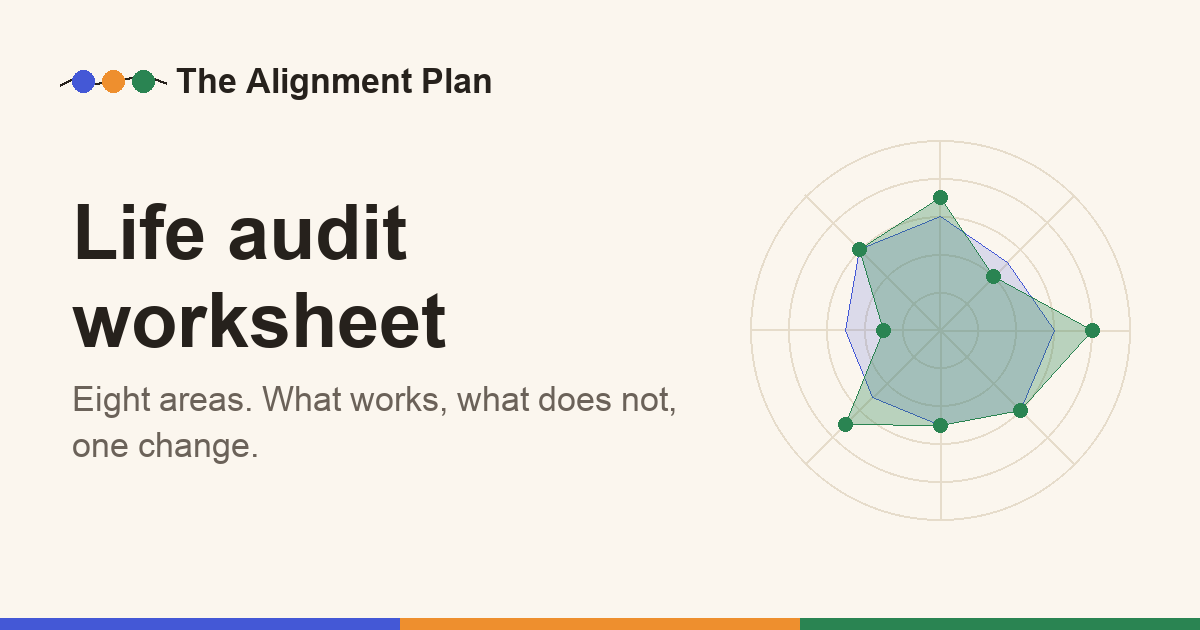 The Alignment Plan
Life audit
worksheet
Eight areas. What works, what does not,
one change.